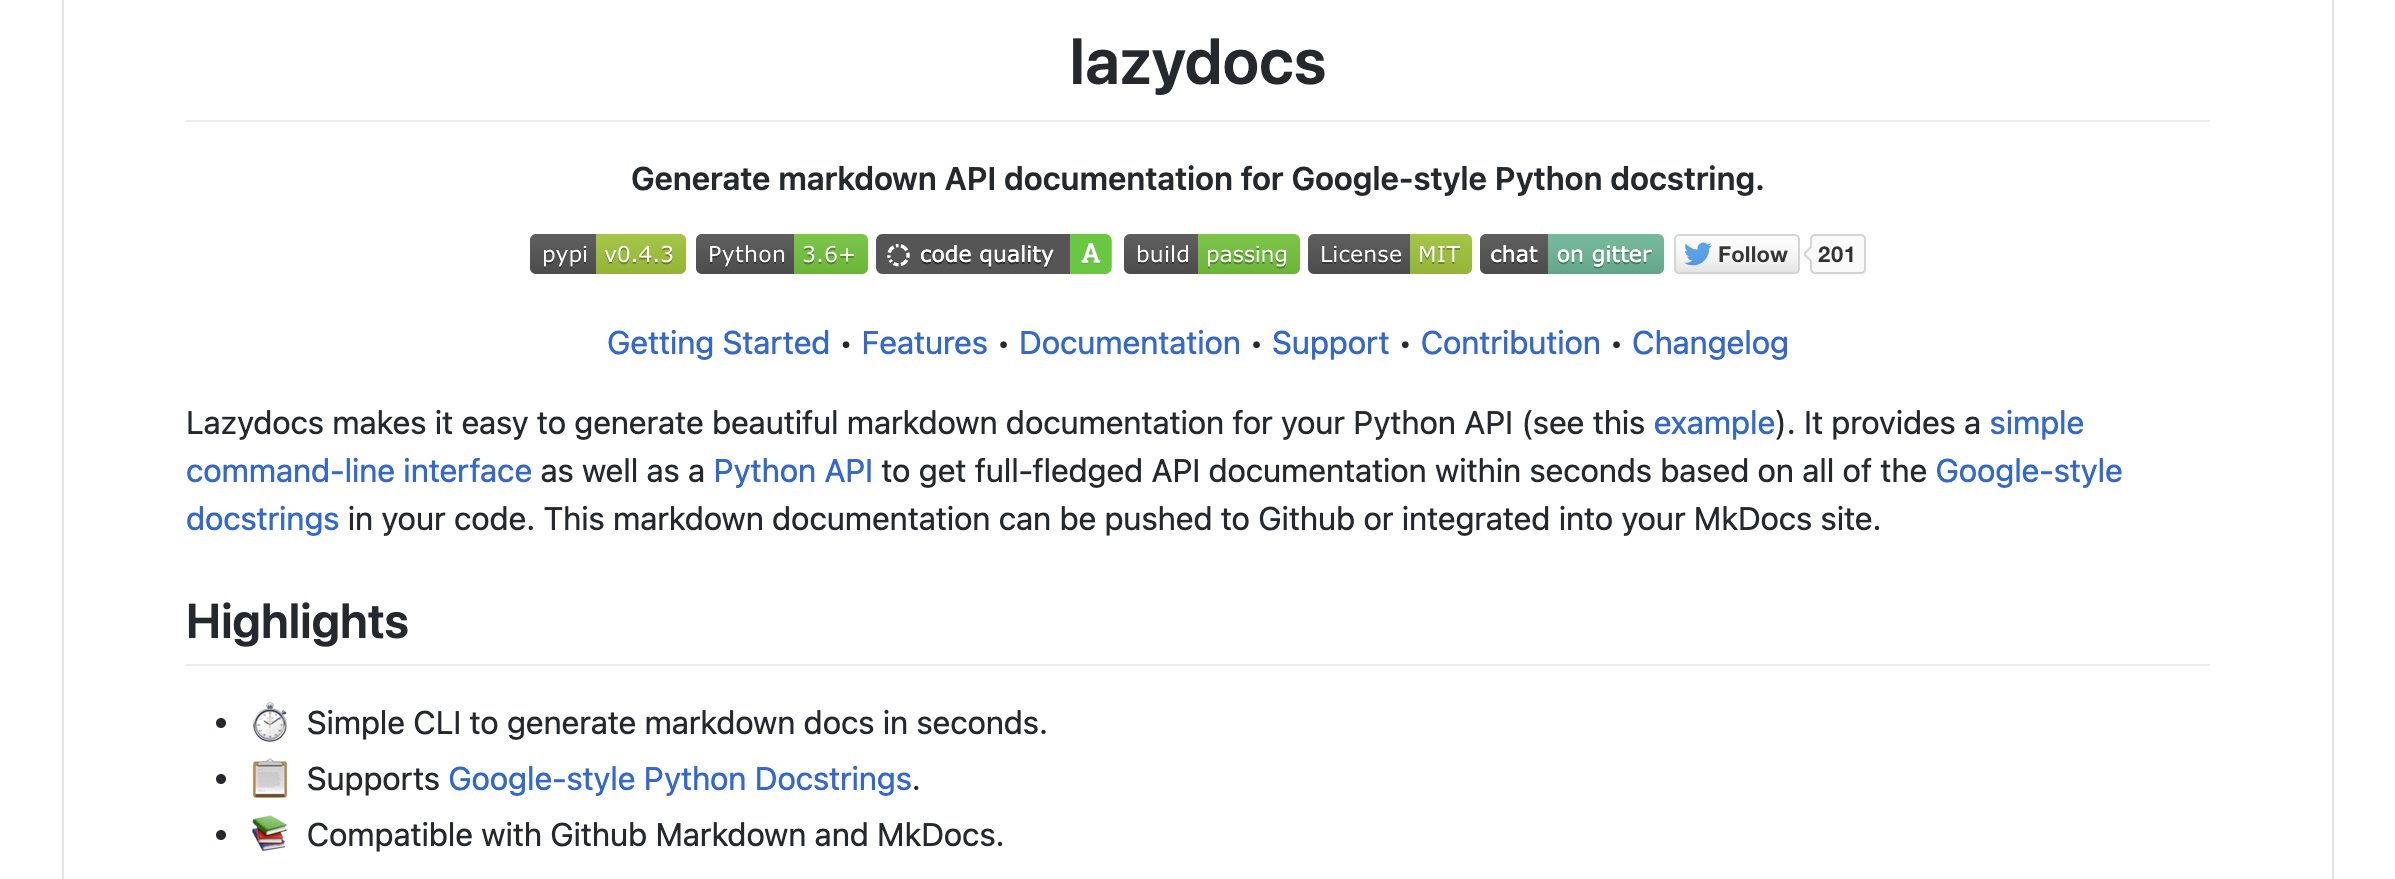 lazydocs
Generate markdown API documentation for Google-style Python docstring.
pypi v0.4.3 Python 3.6+ code quality A build passing License MIT chat on gitter Follow 201
Getting Started • Features • Documentation • Support • Contribution • Changelog
Lazydocs makes it easy to generate beautiful markdown documentation for your Python API (see this example). It provides a simple
command-line interface as well as a Python API to get full-fledged API documentation within seconds based on all of the Google-style
docstrings in your code. This markdown documentation can be pushed to Github or integrated into your MkDocs site.
Highlights
• Simple CLI to generate markdown docs in seconds.
• Supports Google-style Python Docstrings.
• Compatible with Github Markdown and MkDocs.